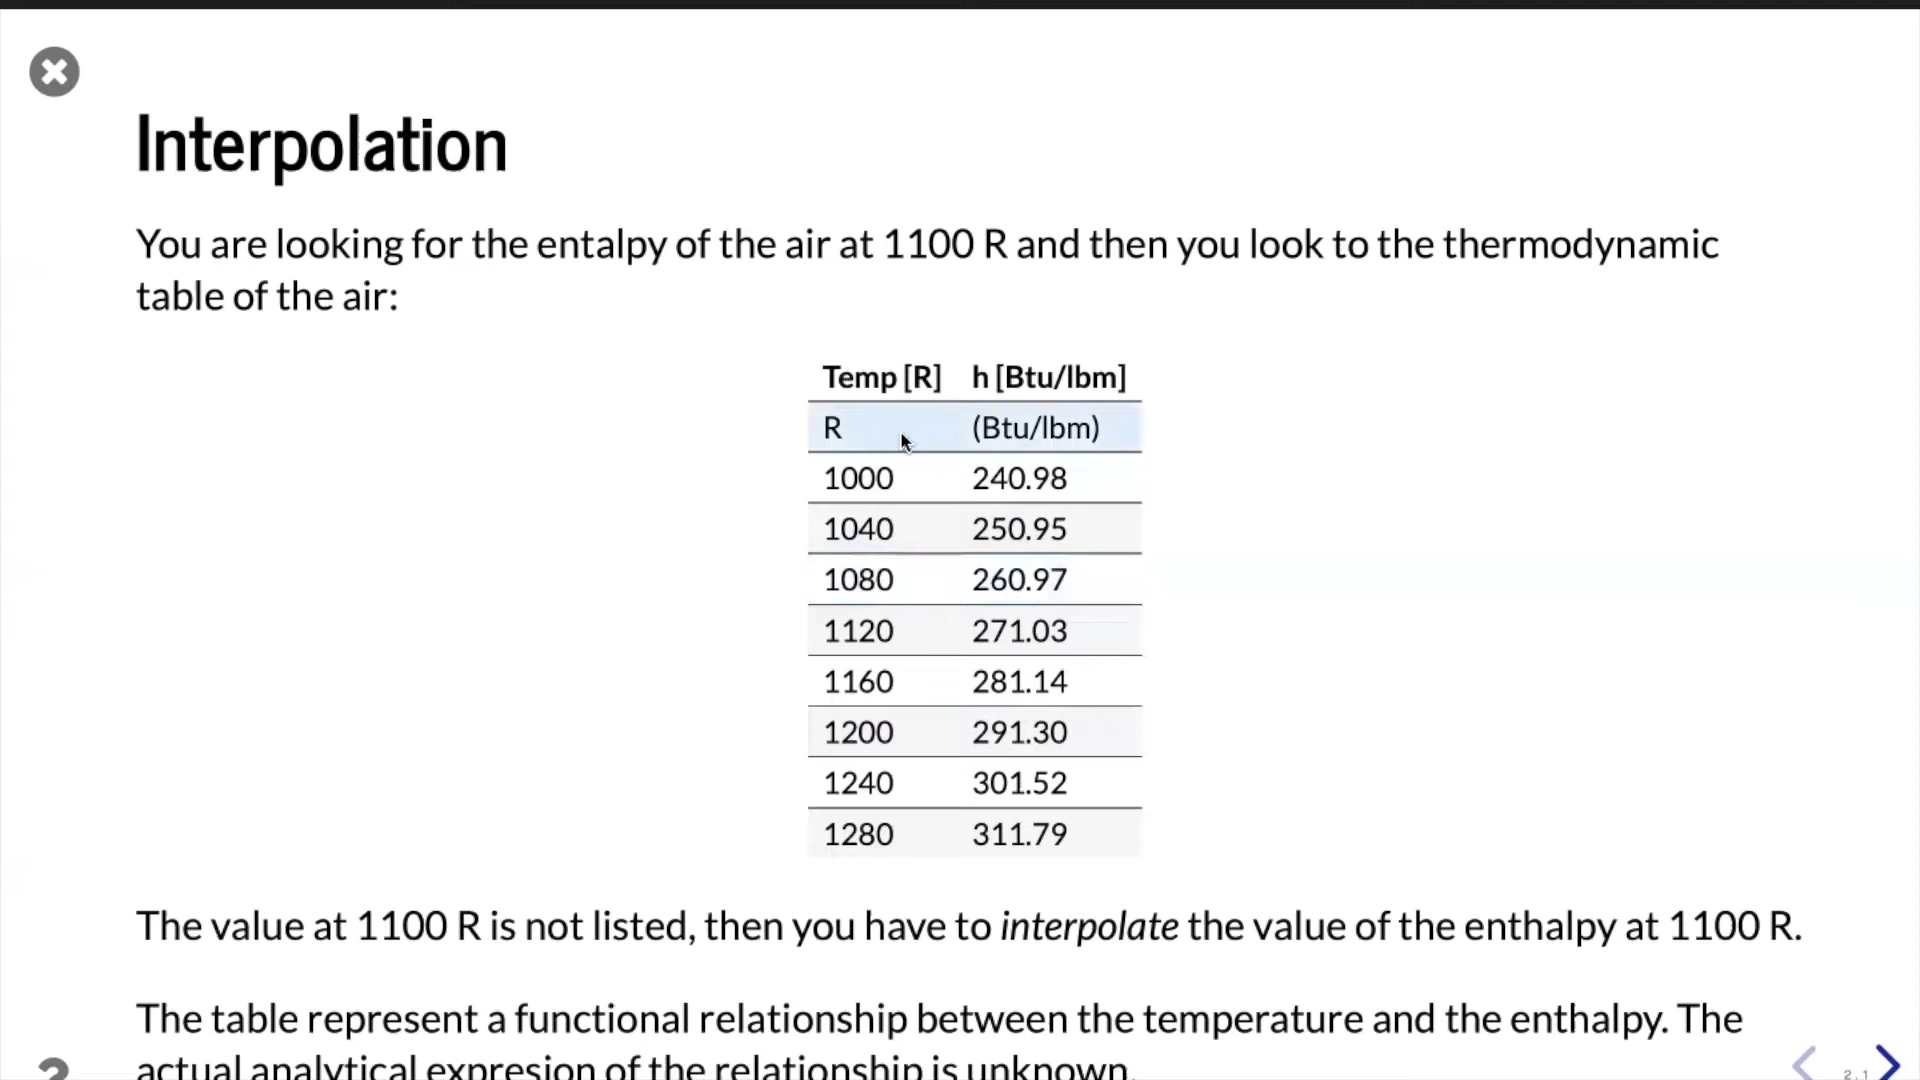 Interpolation
You are looking for the entalpy of the air at 1100 R and then you look to the thermodynamic
table of the air:
Temp [R] h [Btu/lbm]
R (Btu/lbm)
1000 240.98
1040 250.95
1080 260.97
1120 271.03
1160 281.14
1200 291.30
1240 301.52
1280 311.79
The value at 1100 R is not listed, then you have to interpolate the value of the enthalpy at 1100 R.
The table represent a functional relationship between the temperature and the enthalpy. The
actual analytical expresion of the relationship is unknown.
2.1